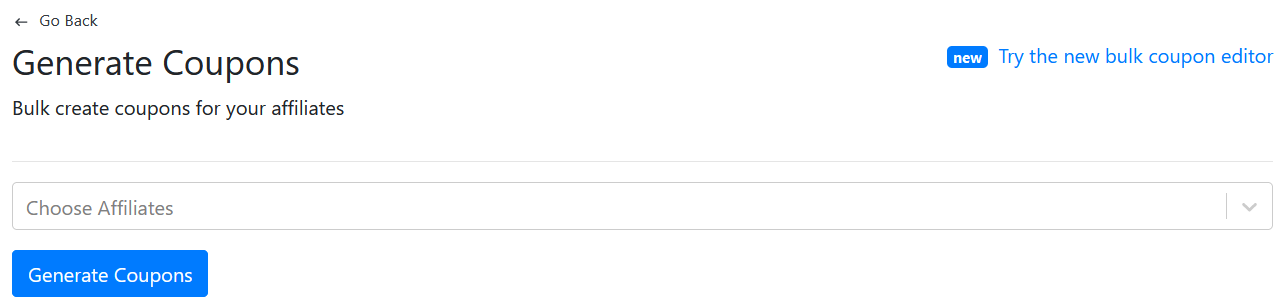 Go Back
Generate Coupons
new Try the new bulk coupon editor
Bulk create coupons for your affiliates
Choose Affiliates
Generate Coupons